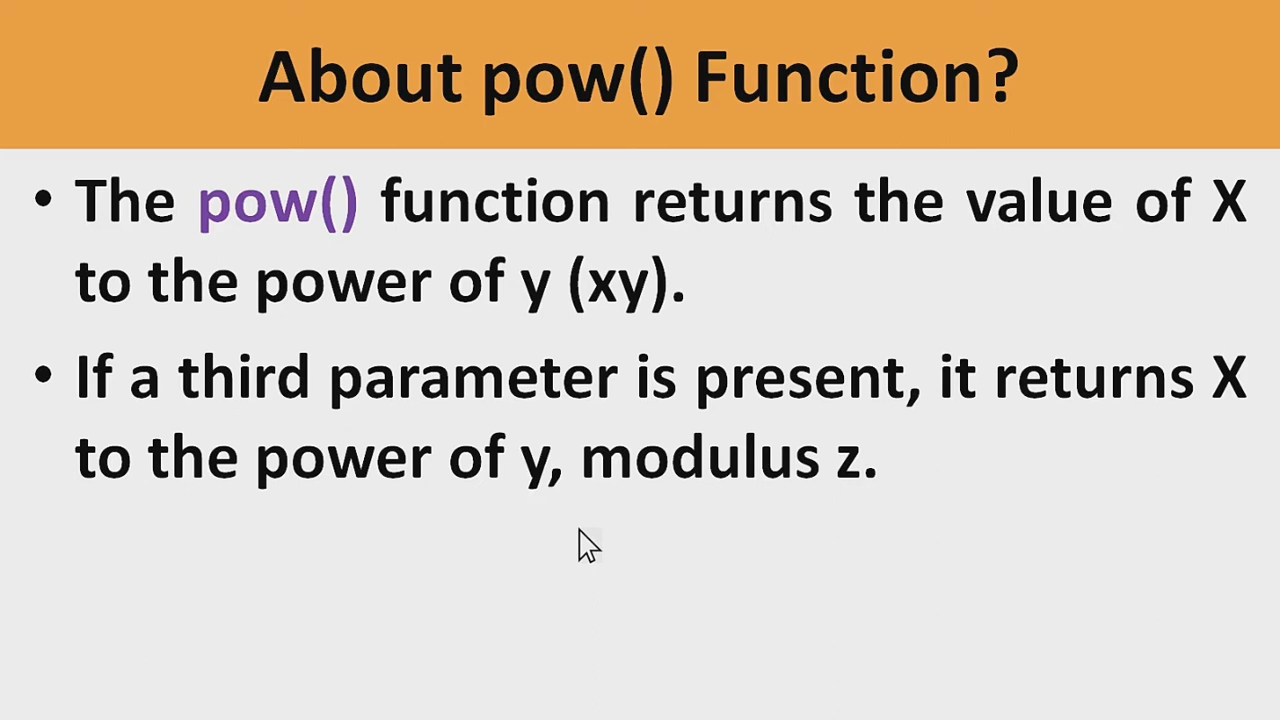 About pow() Function?
• The pow() function returns the value of X
to the power of y (xy).
• If a third parameter is present, it returns X
to the power of y, modulus z.